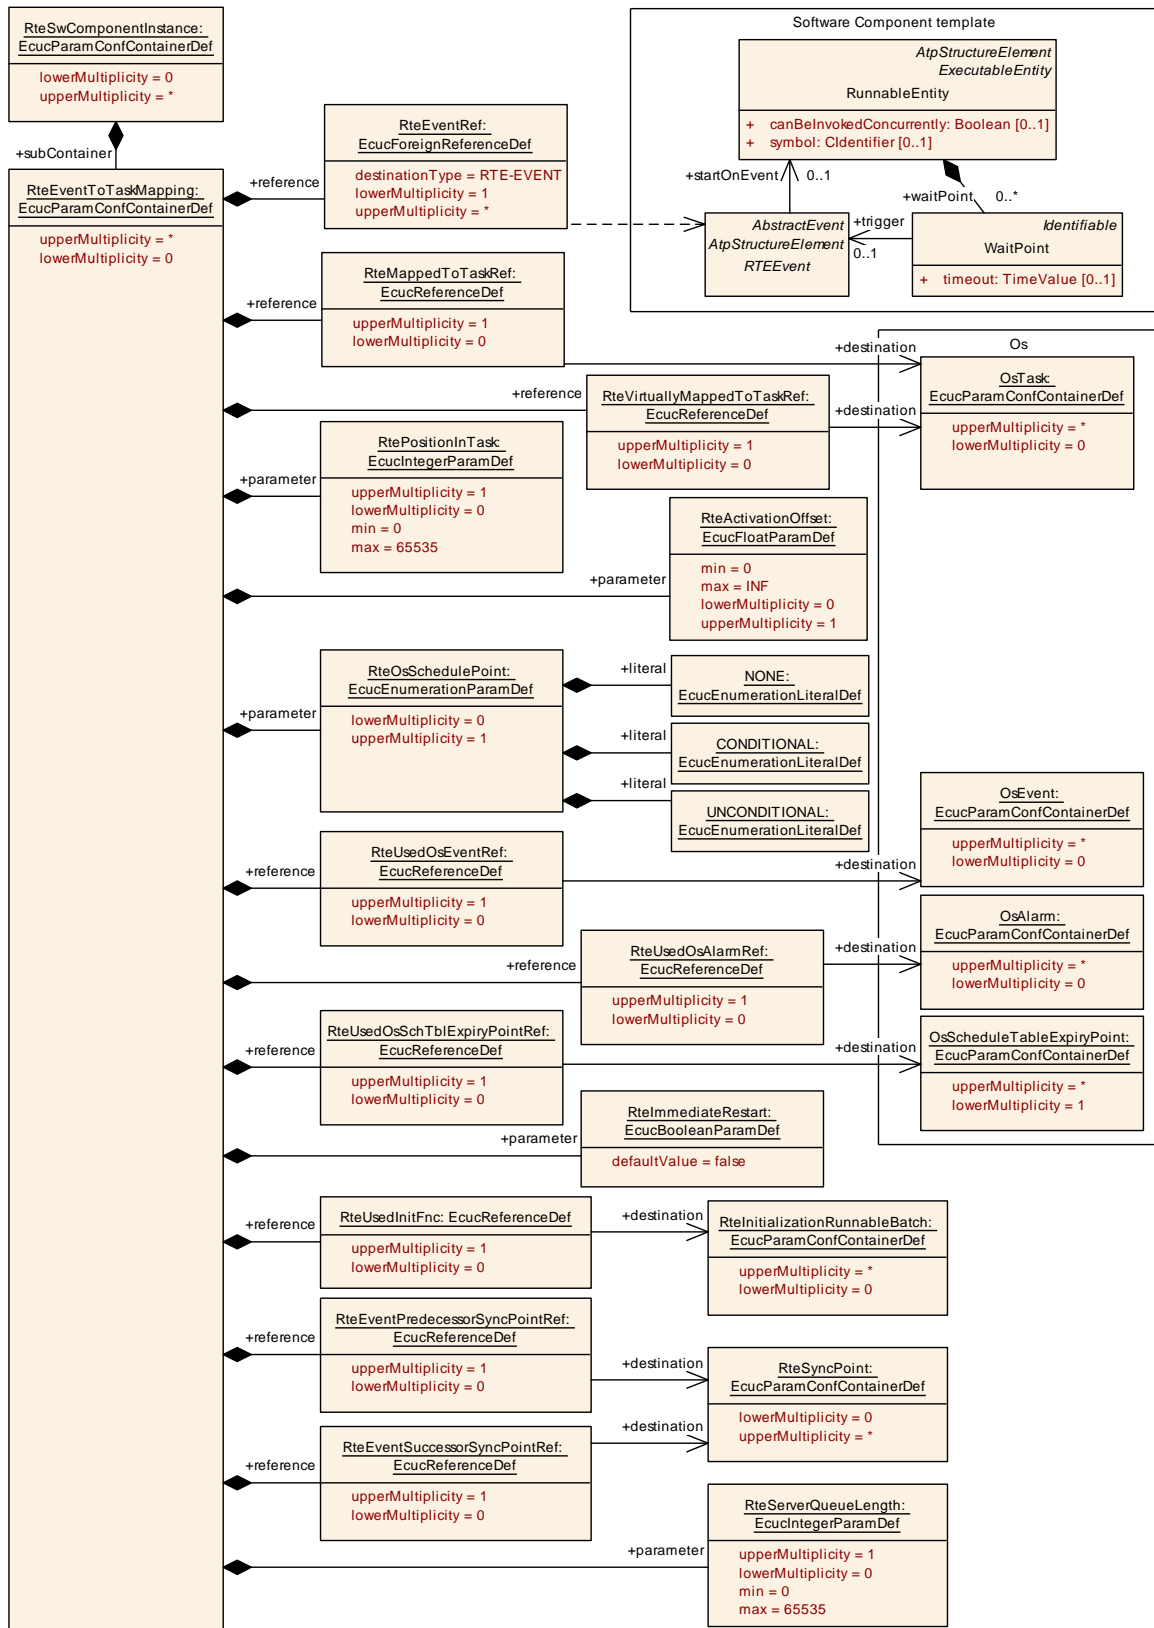 RteSwComponentInstance:
EcucParamConfContainerDef
lowerMultiplicity = 0
upperMultiplicity = *
+subContainer
RteEventToTaskMapping:
EcucParamConfContainerDef
upperMultiplicity = *
lowerMultiplicity = 0
+reference
RteEventRef:
EcucForeignReferenceDef
destinationType = RTE-EVENT
lowerMultiplicity = 1
upperMultiplicity = *
Software Component template
AtpStructureElement
ExecutableEntity
RunnableEntity
+ canBeInvokedConcurrently: Boolean [0..1]
+ symbol: CIdentifier [0..1]
+startOnEvent
0..1
+waitPoint
0..*
AbstractEvent
AtpStructureElement
RTEEvent
+trigger
0..1
Identifiable
WaitPoint
+ timeout: TimeValue [0..1]
+reference
RteMappedToTaskRef:
EcucReferenceDef
upperMultiplicity = 1
lowerMultiplicity = 0
+destination
Os
OsTask:
EcucParamConfContainerDef
upperMultiplicity = *
lowerMultiplicity = 0
+reference
RteVirtuallyMappedToTaskRef:
EcucReferenceDef
upperMultiplicity = 1
lowerMultiplicity = 0
+destination
+parameter
RtePositionInTask:
EcucIntegerParamDef
upperMultiplicity = 1
lowerMultiplicity = 0
min = 0
max = 65535
+parameter
RteActivationOffset:
EcucFloatParamDef
min = 0
max = INF
lowerMultiplicity = 0
upperMultiplicity = 1
+parameter
RteOsSchedulePoint:
EcucEnumerationParamDef
lowerMultiplicity = 0
upperMultiplicity = 1
+literal
NONE:
EcucEnumerationLiteralDef
+literal
CONDITIONAL:
EcucEnumerationLiteralDef
+literal
UNCONDITIONAL:
EcucEnumerationLiteralDef
+reference
RteUsedOsEventRef:
EcucReferenceDef
upperMultiplicity = 1
lowerMultiplicity = 0
+destination
OsEvent:
EcucParamConfContainerDef
upperMultiplicity = *
lowerMultiplicity = 0
+reference
RteUsedOsAlarmRef:
EcucReferenceDef
upperMultiplicity = 1
lowerMultiplicity = 0
+destination
OsAlarm:
EcucParamConfContainerDef
upperMultiplicity = *
lowerMultiplicity = 0
+reference
RteUsedOsSchTblExpiryPointRef:
EcucReferenceDef
upperMultiplicity = 1
lowerMultiplicity = 0
+destination
OsScheduleTableExpiryPoint:
EcucParamConfContainerDef
upperMultiplicity = *
lowerMultiplicity = 1
+parameter
RteImmediateRestart:
EcucBooleanParamDef
defaultValue = false
+reference
RteUsedInitFnc: EcucReferenceDef
upperMultiplicity = 1
lowerMultiplicity = 0
+destination
RteInitializationRunnableBatch:
EcucParamConfContainerDef
upperMultiplicity = *
lowerMultiplicity = 0
+reference
RteEventPredecessorSyncPointRef:
EcucReferenceDef
upperMultiplicity = 1
lowerMultiplicity = 0
+destination
RteSyncPoint:
EcucParamConfContainerDef
lowerMultiplicity = 0
upperMultiplicity = *
+reference
RteEventSuccessorSyncPointRef:
EcucReferenceDef
upperMultiplicity = 1
lowerMultiplicity = 0
+destination
+parameter
RteServerQueueLength:
EcucIntegerParamDef
upperMultiplicity = 1
lowerMultiplicity = 0
min = 0
max = 65535